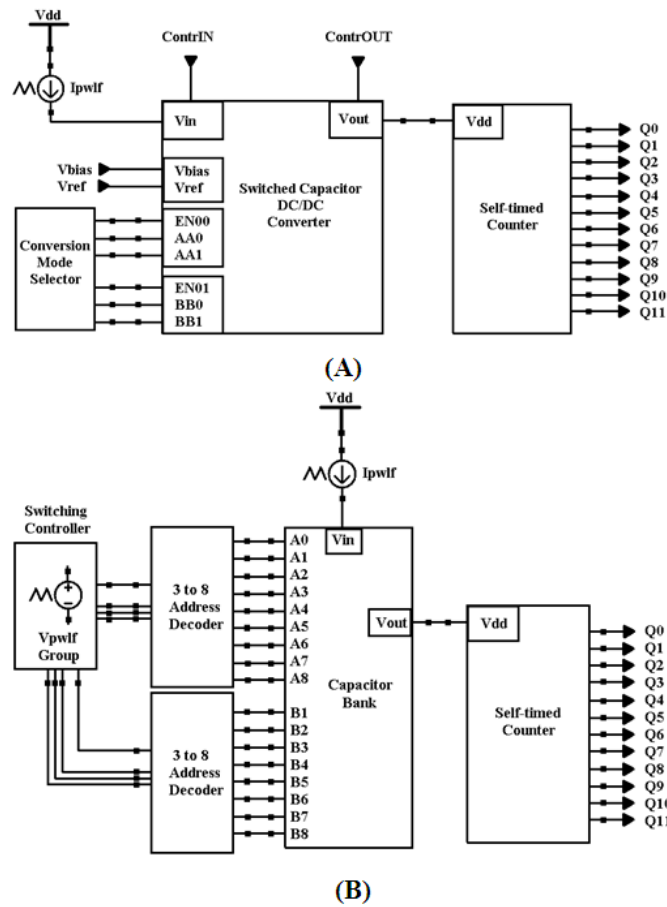 Vdd
ContrIN
ContrOUT
Ipwlf
Vin
Vout
Vdd
Vbias
Vref
Vbias
Vref
Switched Capacitor
DC/DC
Converter
Self-timed
Counter
Conversion
Mode
Selector
EN00
AA0
AA1
EN01
BB0
BB1
Q0
Q1
Q2
Q3
Q4
Q5
Q6
Q7
Q8
Q9
Q10
Q11
(A)
Vdd
Ipwlf
Switching
Controller
Vpwlf
Group
3 to 8
Address
Decoder
3 to 8
Address
Decoder
A0
A1
A2
A3
A4
A5
A6
A7
A8
B1
B2
B3
B4
B5
B6
B7
B8
Vin
Vout
Capacitor
Bank
Vdd
Self-timed
Counter
Q0
Q1
Q2
Q3
Q4
Q5
Q6
Q7
Q8
Q9
Q10
Q11
(B)